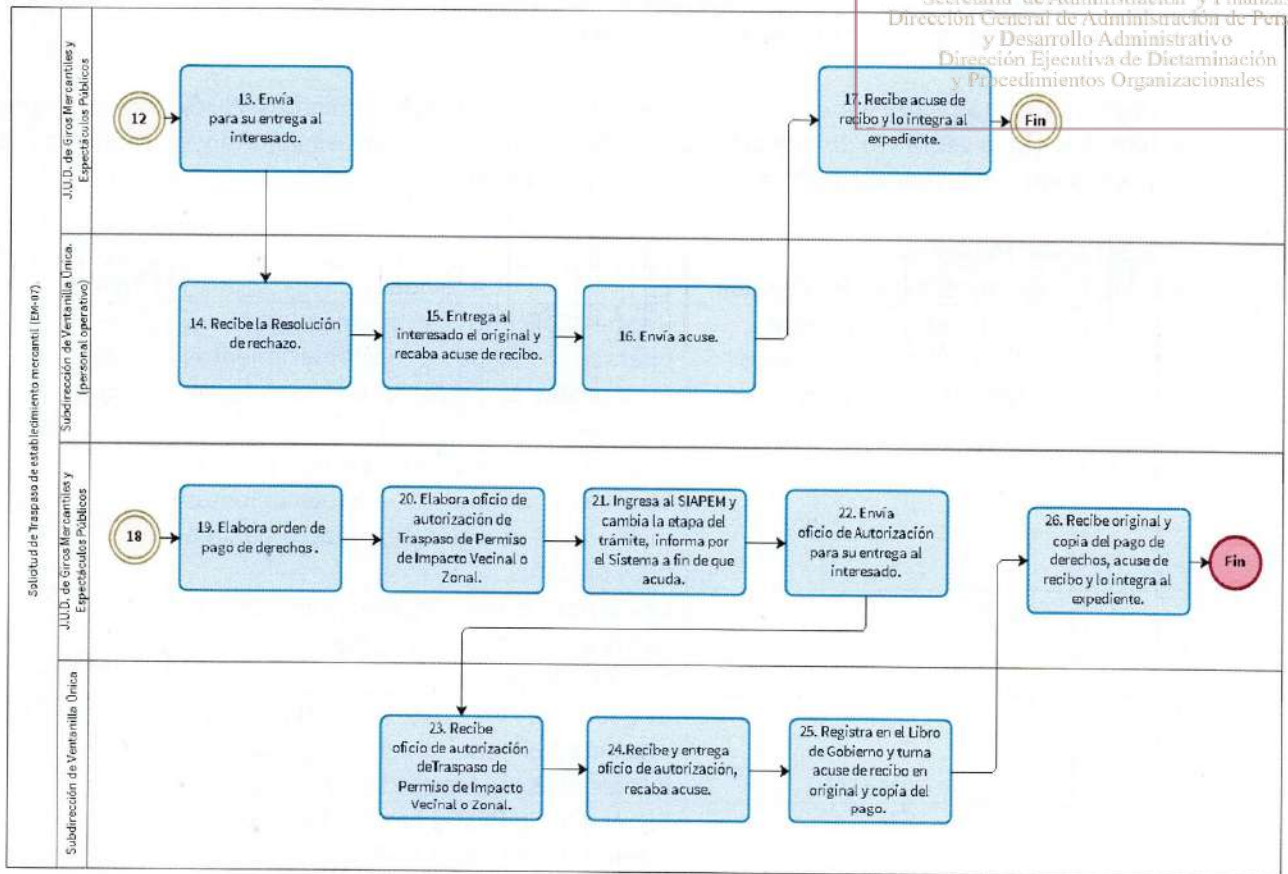 Secretaría de Administración y Finanzas
Dirección General de Administración de Per
y Desarrollo Administrativo
Dirección Ejecutiva de Dictaminación
y Procedimientos Organizacionales
Solicitud de Traspaso de establecimiento mercantil (EM-07).
J.U.D. de Giros Mercantiles y
Espectáculos Públicos
12
13. Envía
para su entrega al
interesado.
17. Recibe acuse de
recibo y lo integra al
expediente.
Fin
Subdirección de Ventanilla Única.
(personal operativo)
14. Recibe la Resolución
de rechazo.
15. Entrega al
interesado el original y
recaba acuse de recibo.
16. Envía acuse.
J.U.D. de Giros Mercantiles y
Espectáculos Públicos
18
19. Elabora orden de
pago de derechos .
20. Elabora oficio de
autorización de
Traspaso de Permiso
de Impacto Vecinal o
Zonal.
21. Ingresa al SIAPEM y
cambia la etapa del
trámite, informa por
el Sistema a fin de que
acuda.
22. Envía
oficio de Autorización
para su entrega al
interesado.
26. Recibe original y
copia del pago de
derechos, acuse de
recibo y lo integra al
expediente.
Fin
Subdirección de Ventanilla Única
23. Recibe
oficio de autorización
deTraspaso de
Permiso de Impacto
Vecinal o Zonal.
24.Recibe y entrega
oficio de autorización,
recaba acuse.
25. Registra en el Libro
de Gobierno y turna
acuse de recibo en
original y copia del
pago.